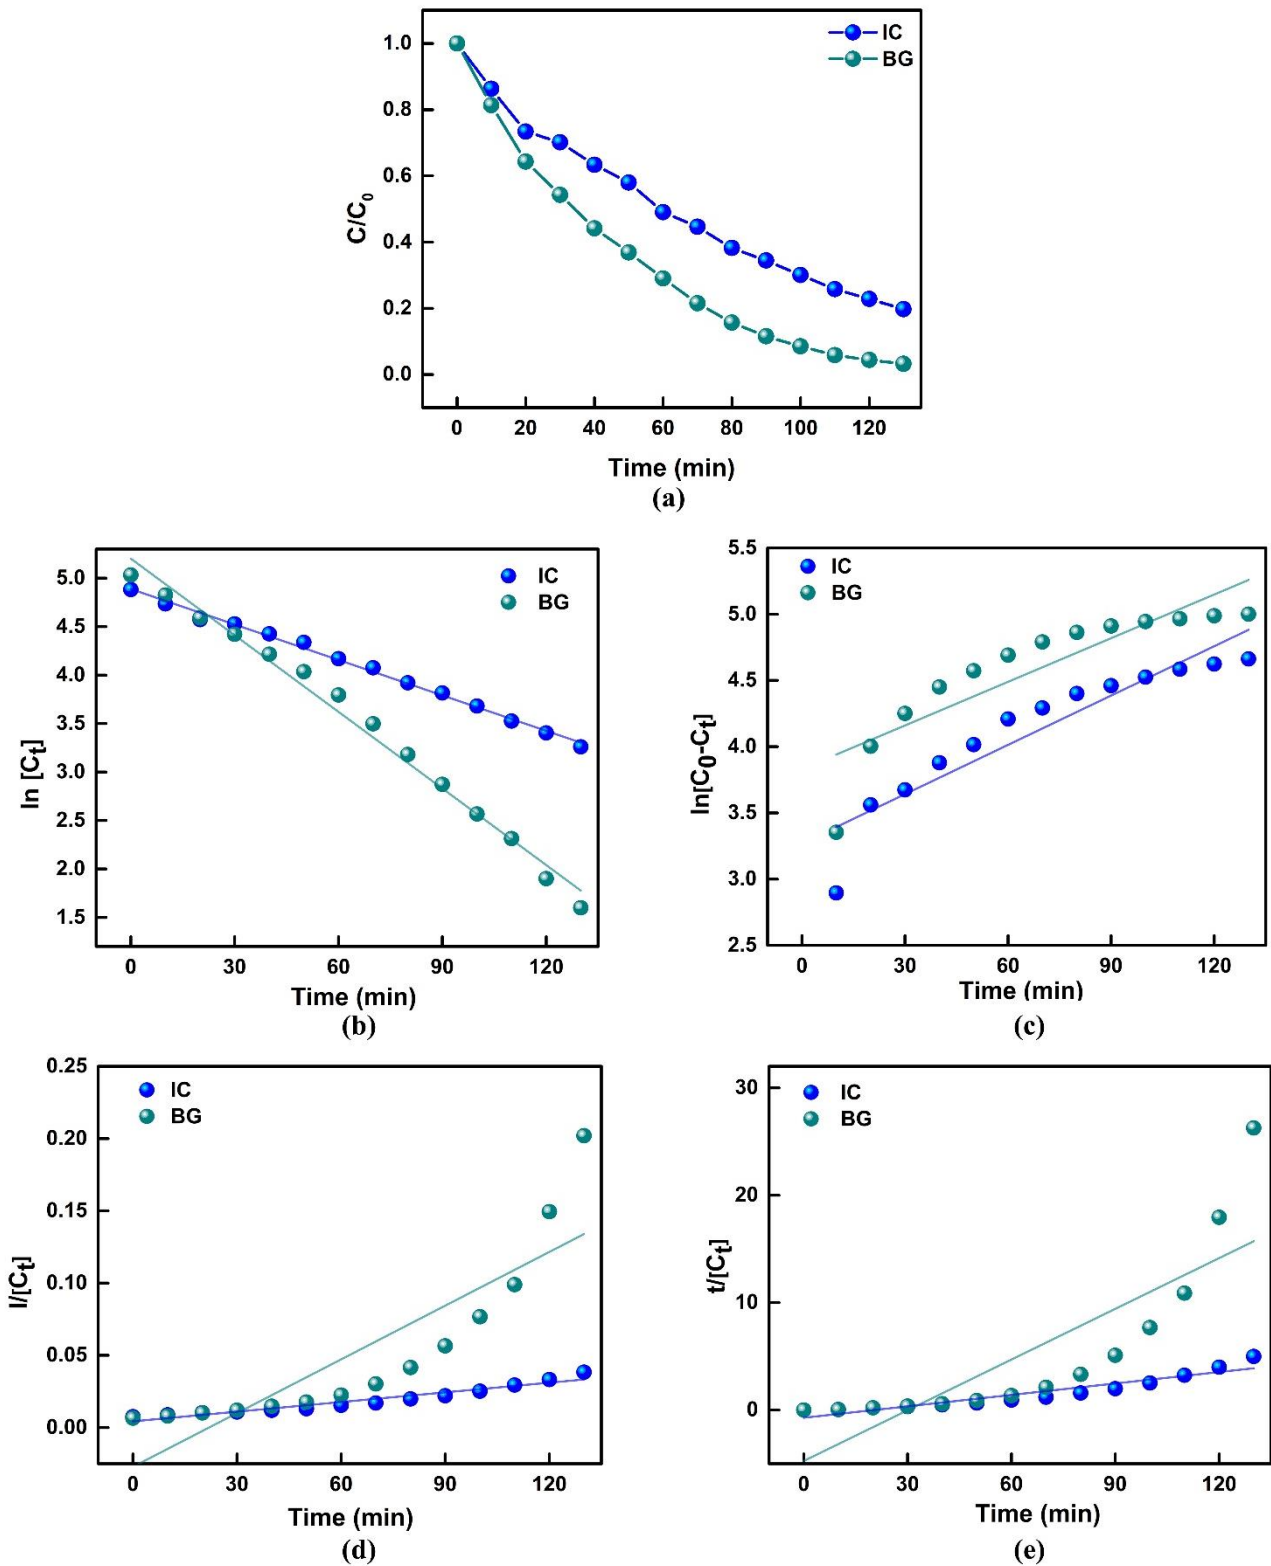 IC
BG
1.0
0.8
0.6
0.4
0.2
0.0
C/C0
0 20 40 60 80 100 120
Time (min)
(a)
IC
BG
5.0
4.5
4.0
3.5
3.0
2.5
2.0
1.5
ln [Ct]
0 30 60 90 120
Time (min)
(b)
IC
BG
5.5
5.0
4.5
4.0
3.5
3.0
2.5
ln[C0-Ct]
0 30 60 90 120
Time (min)
(c)
IC
BG
0.25
0.20
0.15
0.10
0.05
0.00
I/[Ct]
0 30 60 90 120
Time (min)
(d)
IC
BG
30
20
10
0
t/[Ct]
0 30 60 90 120
Time (min)
(e)